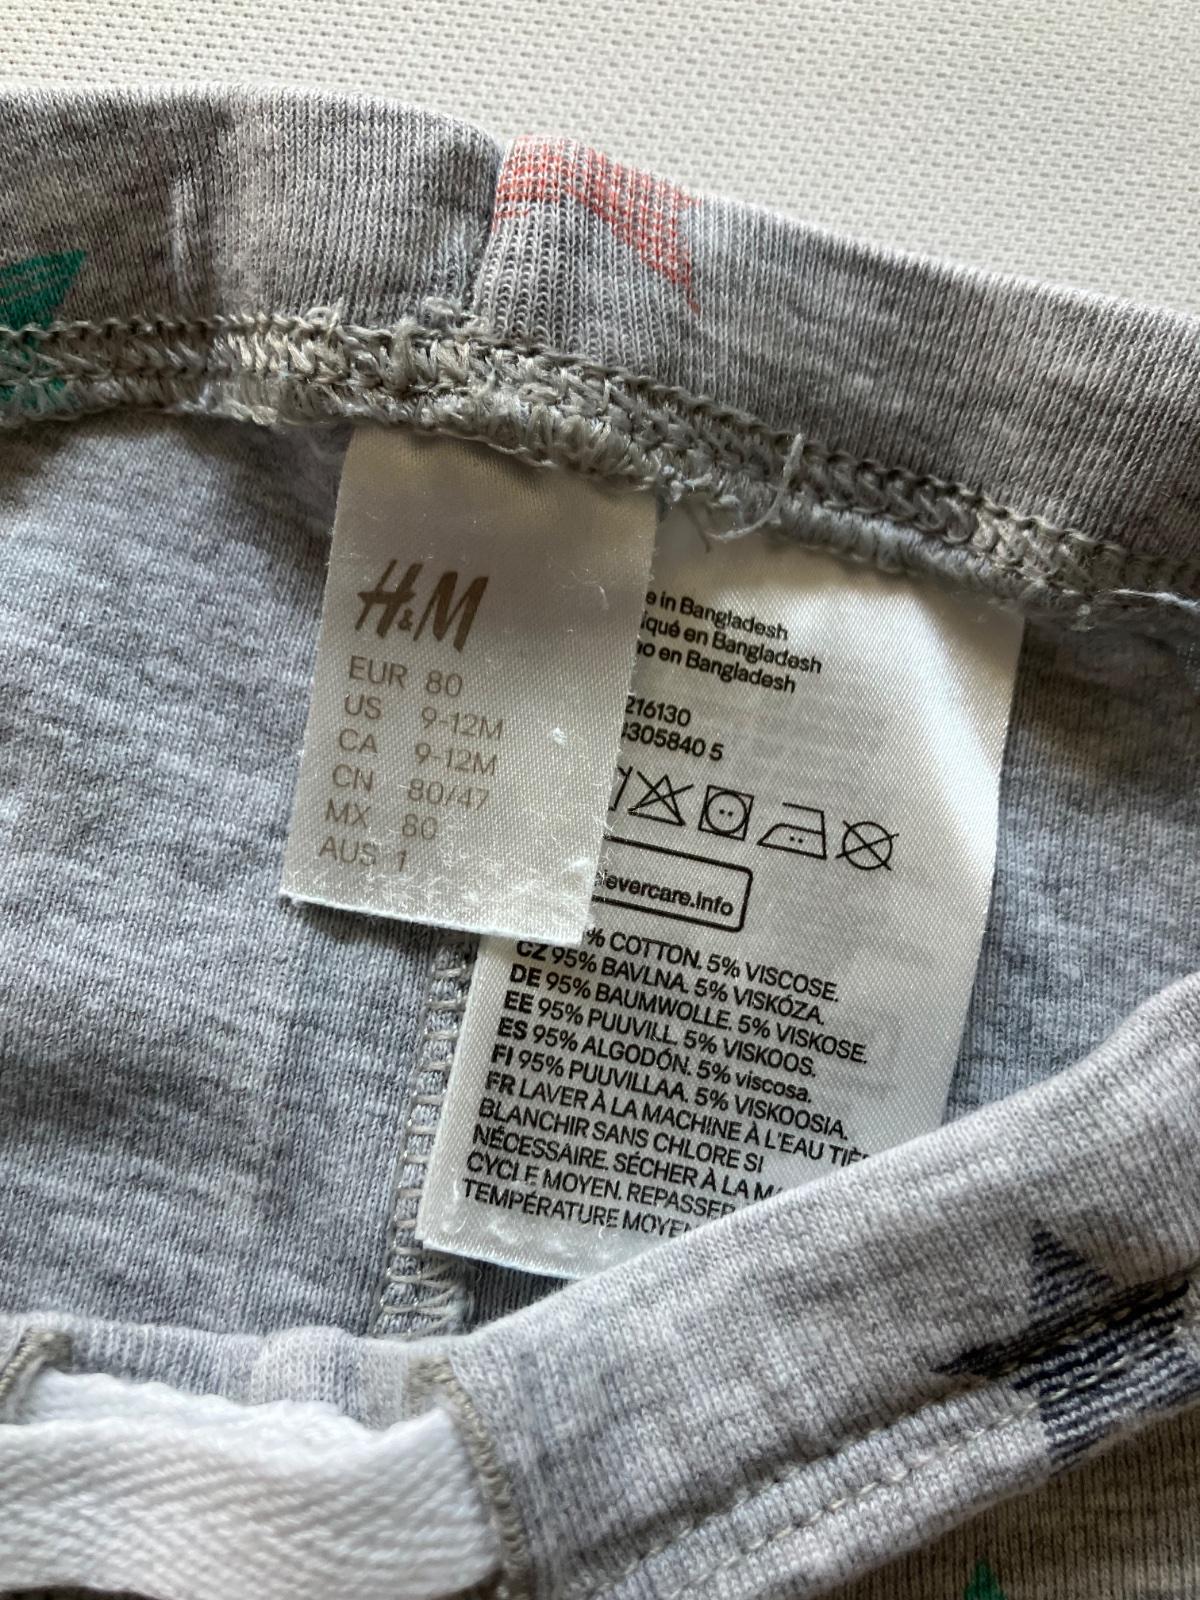 H&M
EUR 80
US 9-12M
CA 9-12M
CN 80/47
MX 80
AUS 1
in Bangladesh
en Bangladesh
en Bangladesh
216130
305840 5
clevercare.info
% COTTON. 5% VISCOSE.
CZ 95% BAVLNA. 5% VISKÓZA.
DE 95% BAUMWOLLE. 5% VISKOSE.
EE 95% PUUVILL. 5% VISKOOS.
ES 95% ALGODÓN. 5% viscosa.
FI 95% PUUVILLAA. 5% VISKOOSIA.
FR LAVER À LA MACHINE À L'EAU
BLANCHIR SANS CHLORE SI
NÉCESSAIRE. SÉCHER À LA
CYCLE MOYEN. REPASSER
TEMPÉRATURE